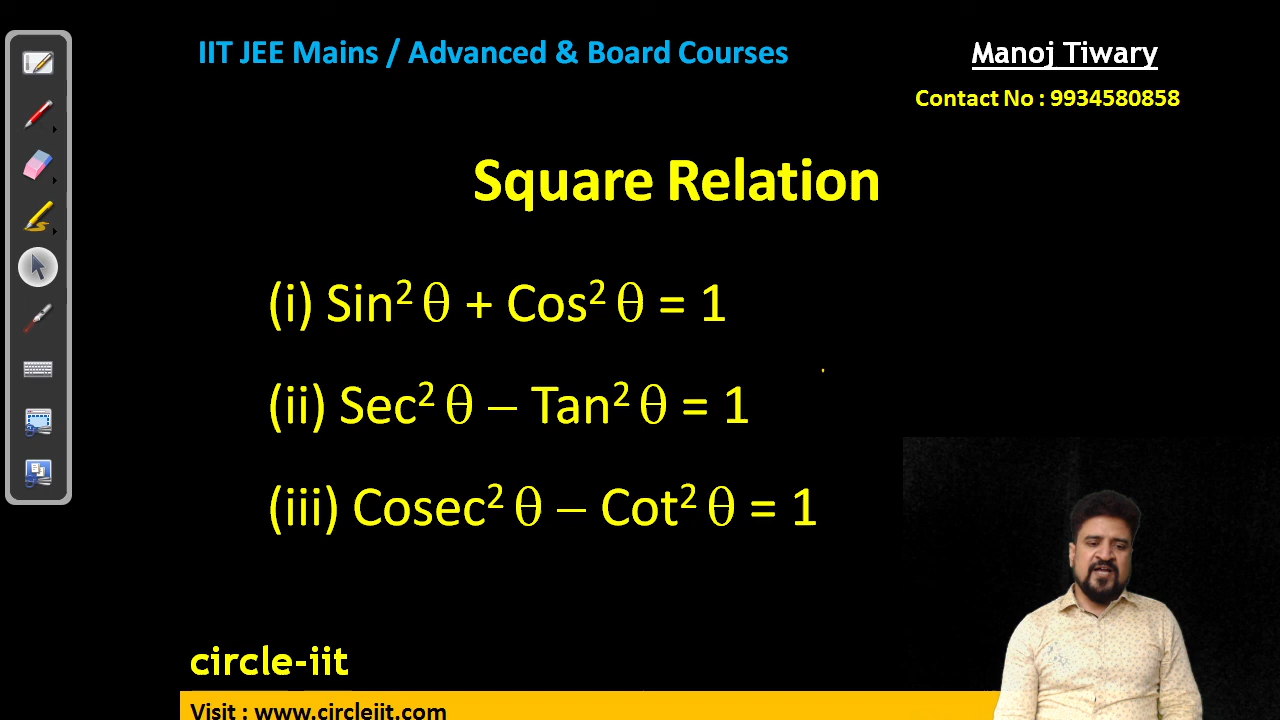 IIT JEE Mains / Advanced & Board Courses
Manoj Tiwary
Contact No : 9934580858
Square Relation
(i) Sin² θ + Cos² θ = 1
(ii) Sec² θ – Tan² θ = 1
(iii) Cosec² θ – Cot² θ = 1
circle-iit
Visit : www.circleiit.com